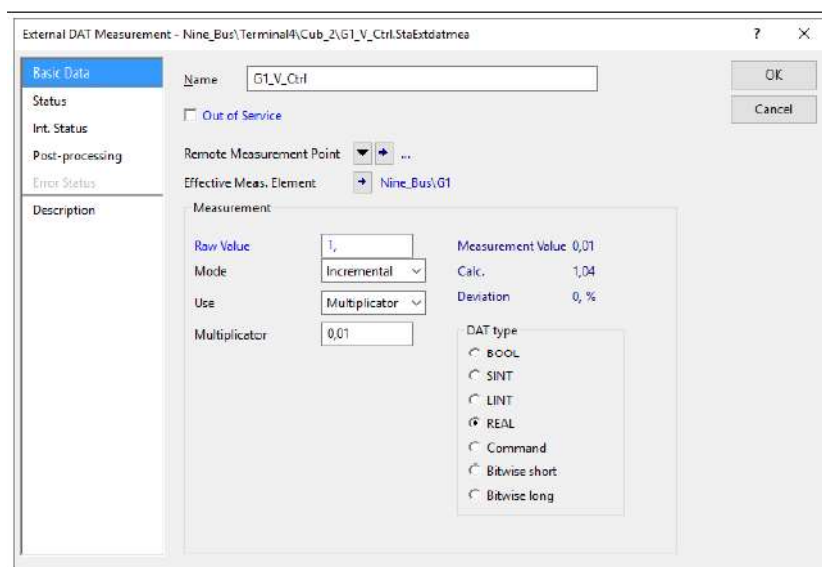 External DAT Measurement - Nine_Bus\Terminal4\Cub_2\G1_V_Ctrl.StaExtdatmea ? ×
Basic Data
Status
Int. Status
Post-processing
Error Status
Description
Name G1_V_Ctrl
Out of Service
Remote Measurement Point ...
Effective Meas. Element Nine_Bus\G1
Measurement
Raw Value 1,
Mode Incremental
Use Multiplicator
Multiplicator 0,01
Measurement Value 0,01
Calc. 1,04
Deviation 0, %
DAT type
BOOL
SINT
LINT
REAL
Command
Bitwise short
Bitwise long
OK
Cancel